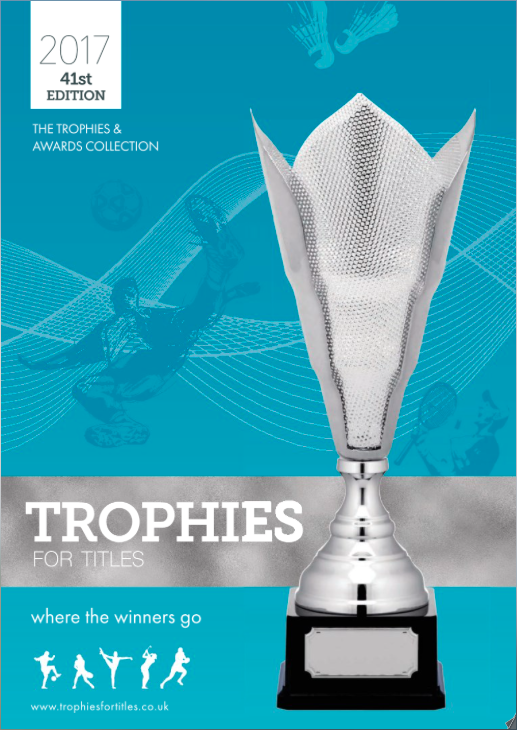 2017
41st
EDITION
THE TROPHIES &
AWARDS COLLECTION
TROPHIES
FOR TITLES
where the winners go
www.trophiesfortitles.co.uk